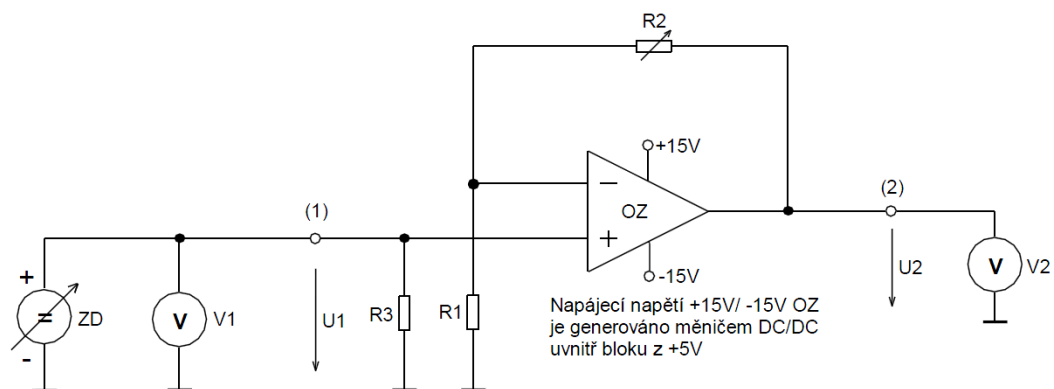 R2
+15V
(1)
(2)
OZ
+
-
=
ZD
V
V1
U1
R3
R1
-15V
U2
V
V2
Napájecí napětí +15V/ -15V OZ
je generováno měničem DC/DC
uvnitř bloku z +5V